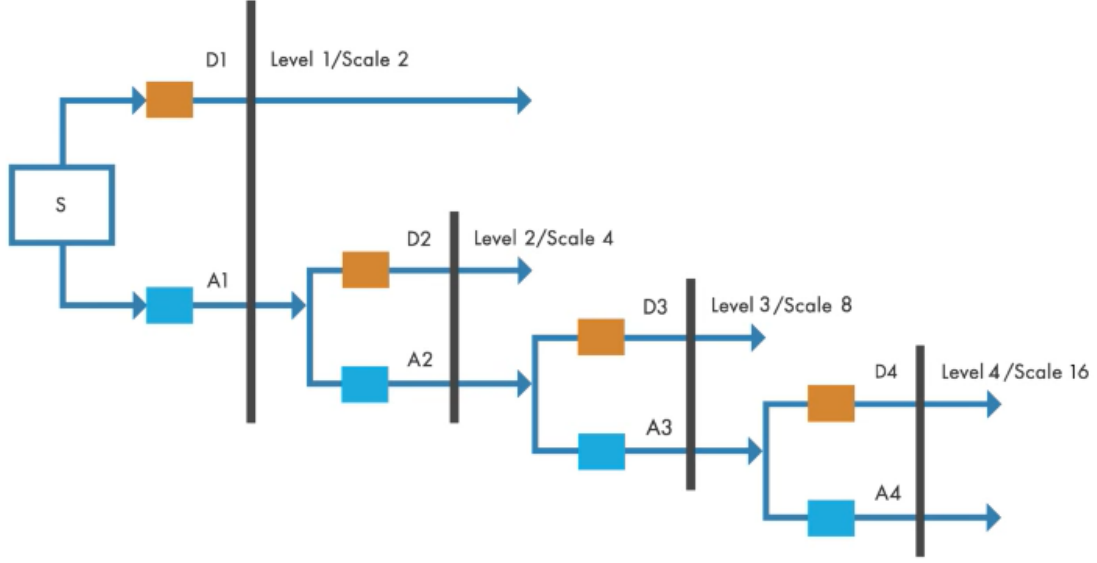 D1
Level 1/Scale 2
S
A1
D2
Level 2/Scale 4
A2
D3
Level 3/Scale 8
A3
D4
Level 4/Scale 16
A4